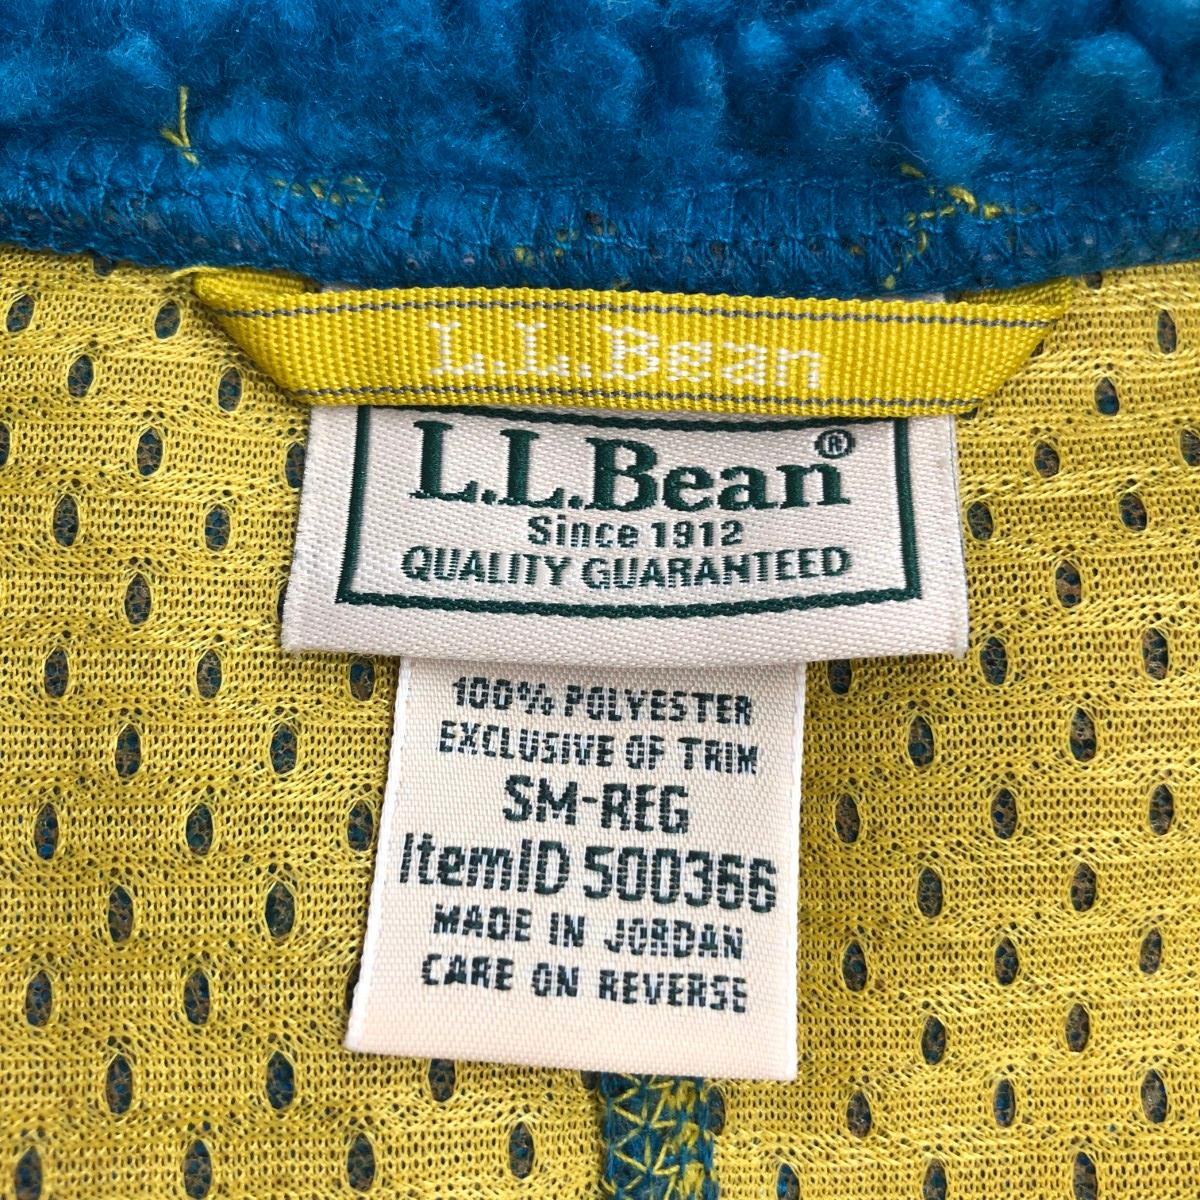 L.L.Bean
L.L.Bean®
Since 1912
QUALITY GUARANTEED
100% POLYESTER
EXCLUSIVE OF TRIM
SM-REG
ItemID 500366
MADE IN JORDAN
CARE ON REVERSE